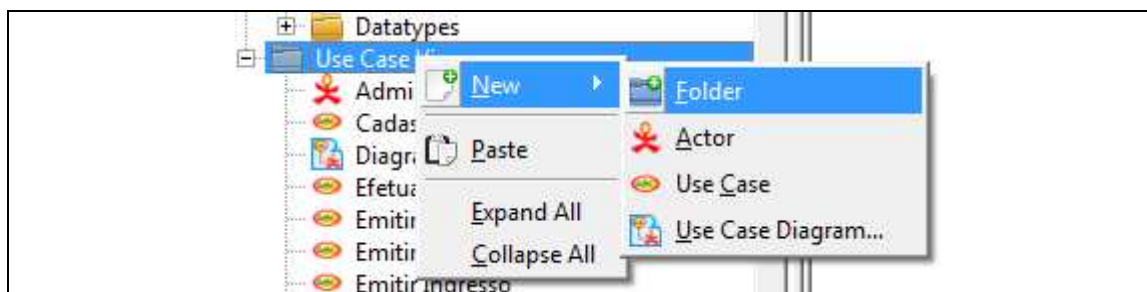 Datatypes
Use Case
Admi
New
Folder
Cadas
Actor
Diagra
Paste
Efetua
Use Case
Emitir
Expand All
Use Case Diagram...
Emitir
Collapse All
Emitir Ingresso